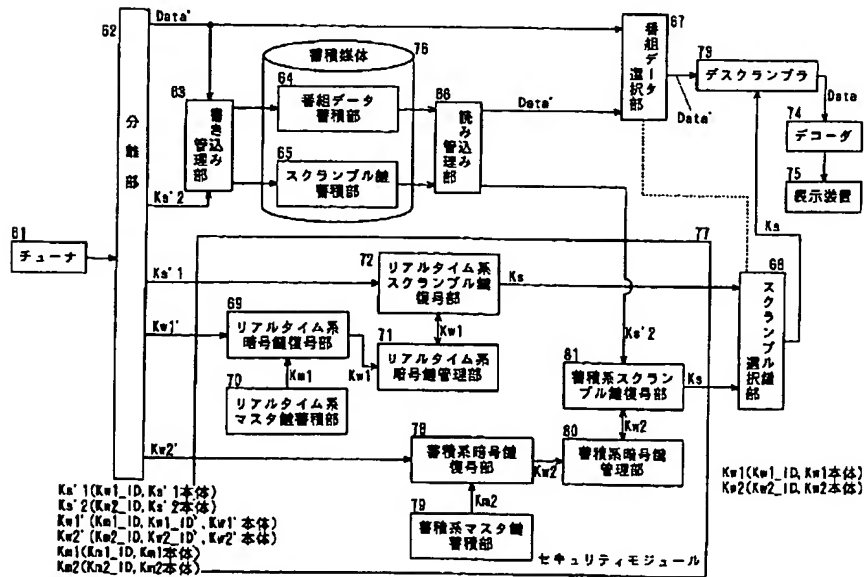 62
分離部
Data'
63
書き込み管理部
Ks'2
蓄積媒体
76
64
番組データ
蓄積部
65
スクランブル鍵
蓄積部
66
読み込み管理部
Data'
67
番組データ選択部
Data'
79
デスクランブラ
Data
74
デコーダ
75
表示装置
Ks
61
チューナ
77
Ks'1
72
リアルタイム系
スクランブル鍵
復号部
Ks
68
スクランブル鍵選択部
Kw1'
69
リアルタイム系
暗号鍵復号部
Kw1
71
リアルタイム系
暗号鍵管理部
Kw1
Km1
70
リアルタイム系
マスタ鍵蓄積部
Ks'2
81
蓄積系スクラン
ブル鍵復号部
Ks
Kw2
Kw2'
78
蓄積系暗号鍵
復号部
Kw2
80
蓄積系暗号鍵
管理部
Km2
79
蓄積系マスタ鍵
蓄積部
セキュリティモジュール
Ks'1(Kw1_ID, Ks'1本体)
Ks'2(Kw2_ID, Ks'2本体)
Kw1'(Km1_ID, Kw1_ID', Kw1'本体)
Kw2'(Km2_ID, Kw2_ID', Kw2'本体)
Km1(Km1_ID, Km1本体)
Km2(Km2_ID, Km2本体)
Kw1(Kw1_ID, Kw1本体)
Kw2(Kw2_ID, Kw2本体)